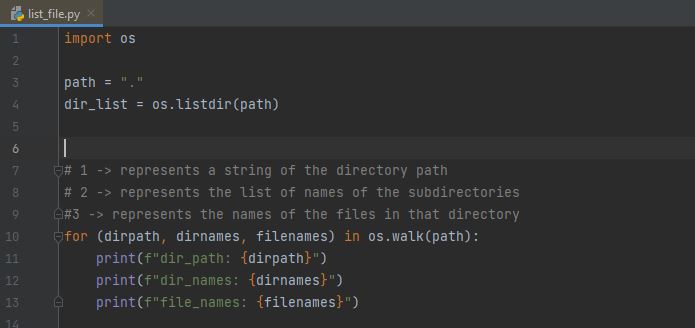 list_file.py
1 import os
2
3 path = "."
4 dir_list = os.listdir(path)
5
6
7 # 1 -> represents a string of the directory path
8 # 2 -> represents the list of names of the subdirectories
9 #3 -> represents the names of the files in that directory
10 for (dirpath, dirnames, filenames) in os.walk(path):
11     print(f"dir_path: {dirpath}")
12     print(f"dir_names: {dirnames}")
13     print(f"file_names: {filenames}")